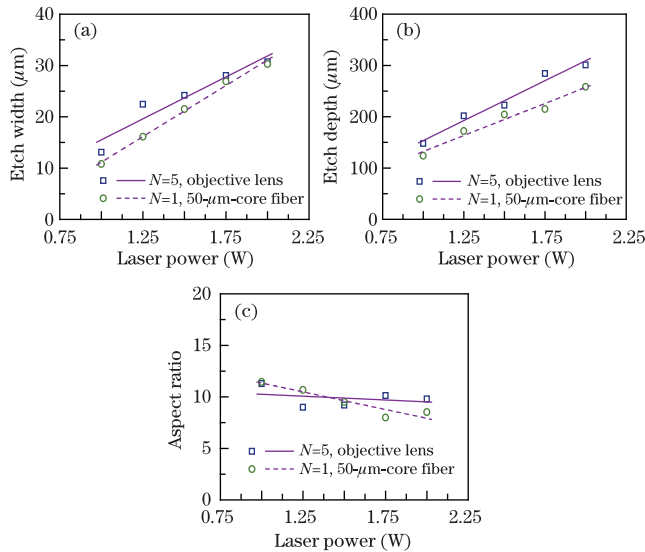 (a)
Etch width (μm)
40
30
20
10
0
N=5, objective lens
N=1, 50-μm-core fiber
0.75 1.25 1.75 2.25
Laser power (W)
(b)
Etch depth (μm)
400
300
200
100
0
N=5, objective lens
N=1, 50-μm-core fiber
0.75 1.25 1.75 2.25
Laser power (W)
(c)
Aspect ratio
20
15
10
5
0
N=5, objective lens
N=1, 50-μm-core fiber
0.75 1.25 1.75 2.25
Laser power (W)